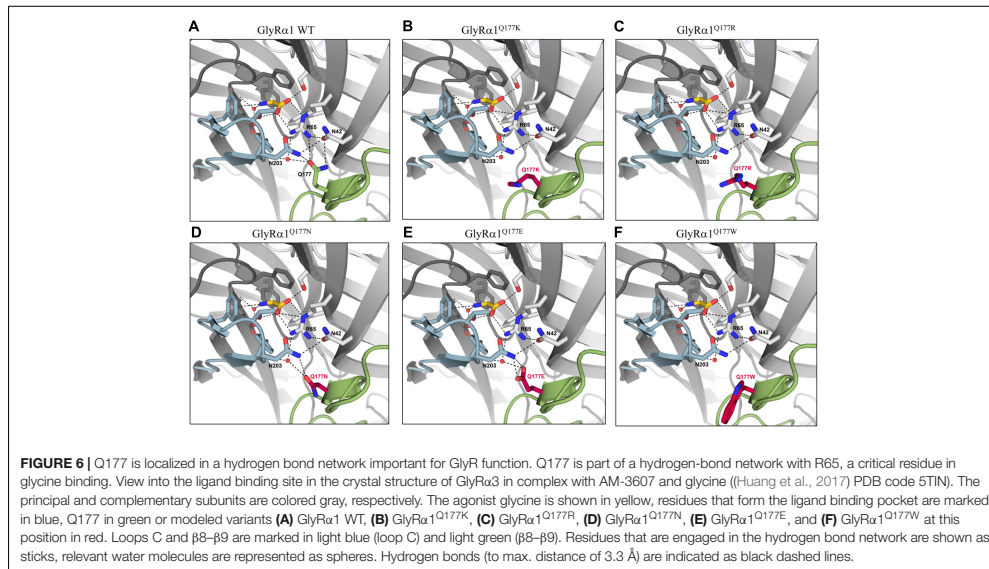 A GlyRα1 WT
B GlyRα1Q177K
C GlyRα1Q177R
R65
N42
N203
Q177
R65
N42
N203
Q177K
R65
N42
N203
Q177R
D GlyRα1Q177N
E GlyRα1Q177E
F GlyRα1Q177W
R65
N42
N203
Q177N
R65
N42
N203
Q177E
R65
N42
N203
Q177W
FIGURE 6 | Q177 is localized in a hydrogen bond network important for GlyR function. Q177 is part of a hydrogen-bond network with R65, a critical residue in
glycine binding. View into the ligand binding site in the crystal structure of GlyRα3 in complex with AM-3607 and glycine ((Huang et al., 2017) PDB code 5TIN). The
principal and complementary subunits are colored gray, respectively. The agonist glycine is shown in yellow, residues that form the ligand binding pocket are marked
in blue, Q177 in green or modeled variants (A) GlyRα1 WT, (B) GlyRα1Q177K, (C) GlyRα1Q177R, (D) GlyRα1Q177N, (E) GlyRα1Q177E, and (F) GlyRα1Q177W at this
position in red. Loops C and β8–β9 are marked in light blue (loop C) and light green (β8–β9). Residues that are engaged in the hydrogen bond network are shown as
sticks, relevant water molecules are represented as spheres. Hydrogen bonds (to max. distance of 3.3 Å) are indicated as black dashed lines.